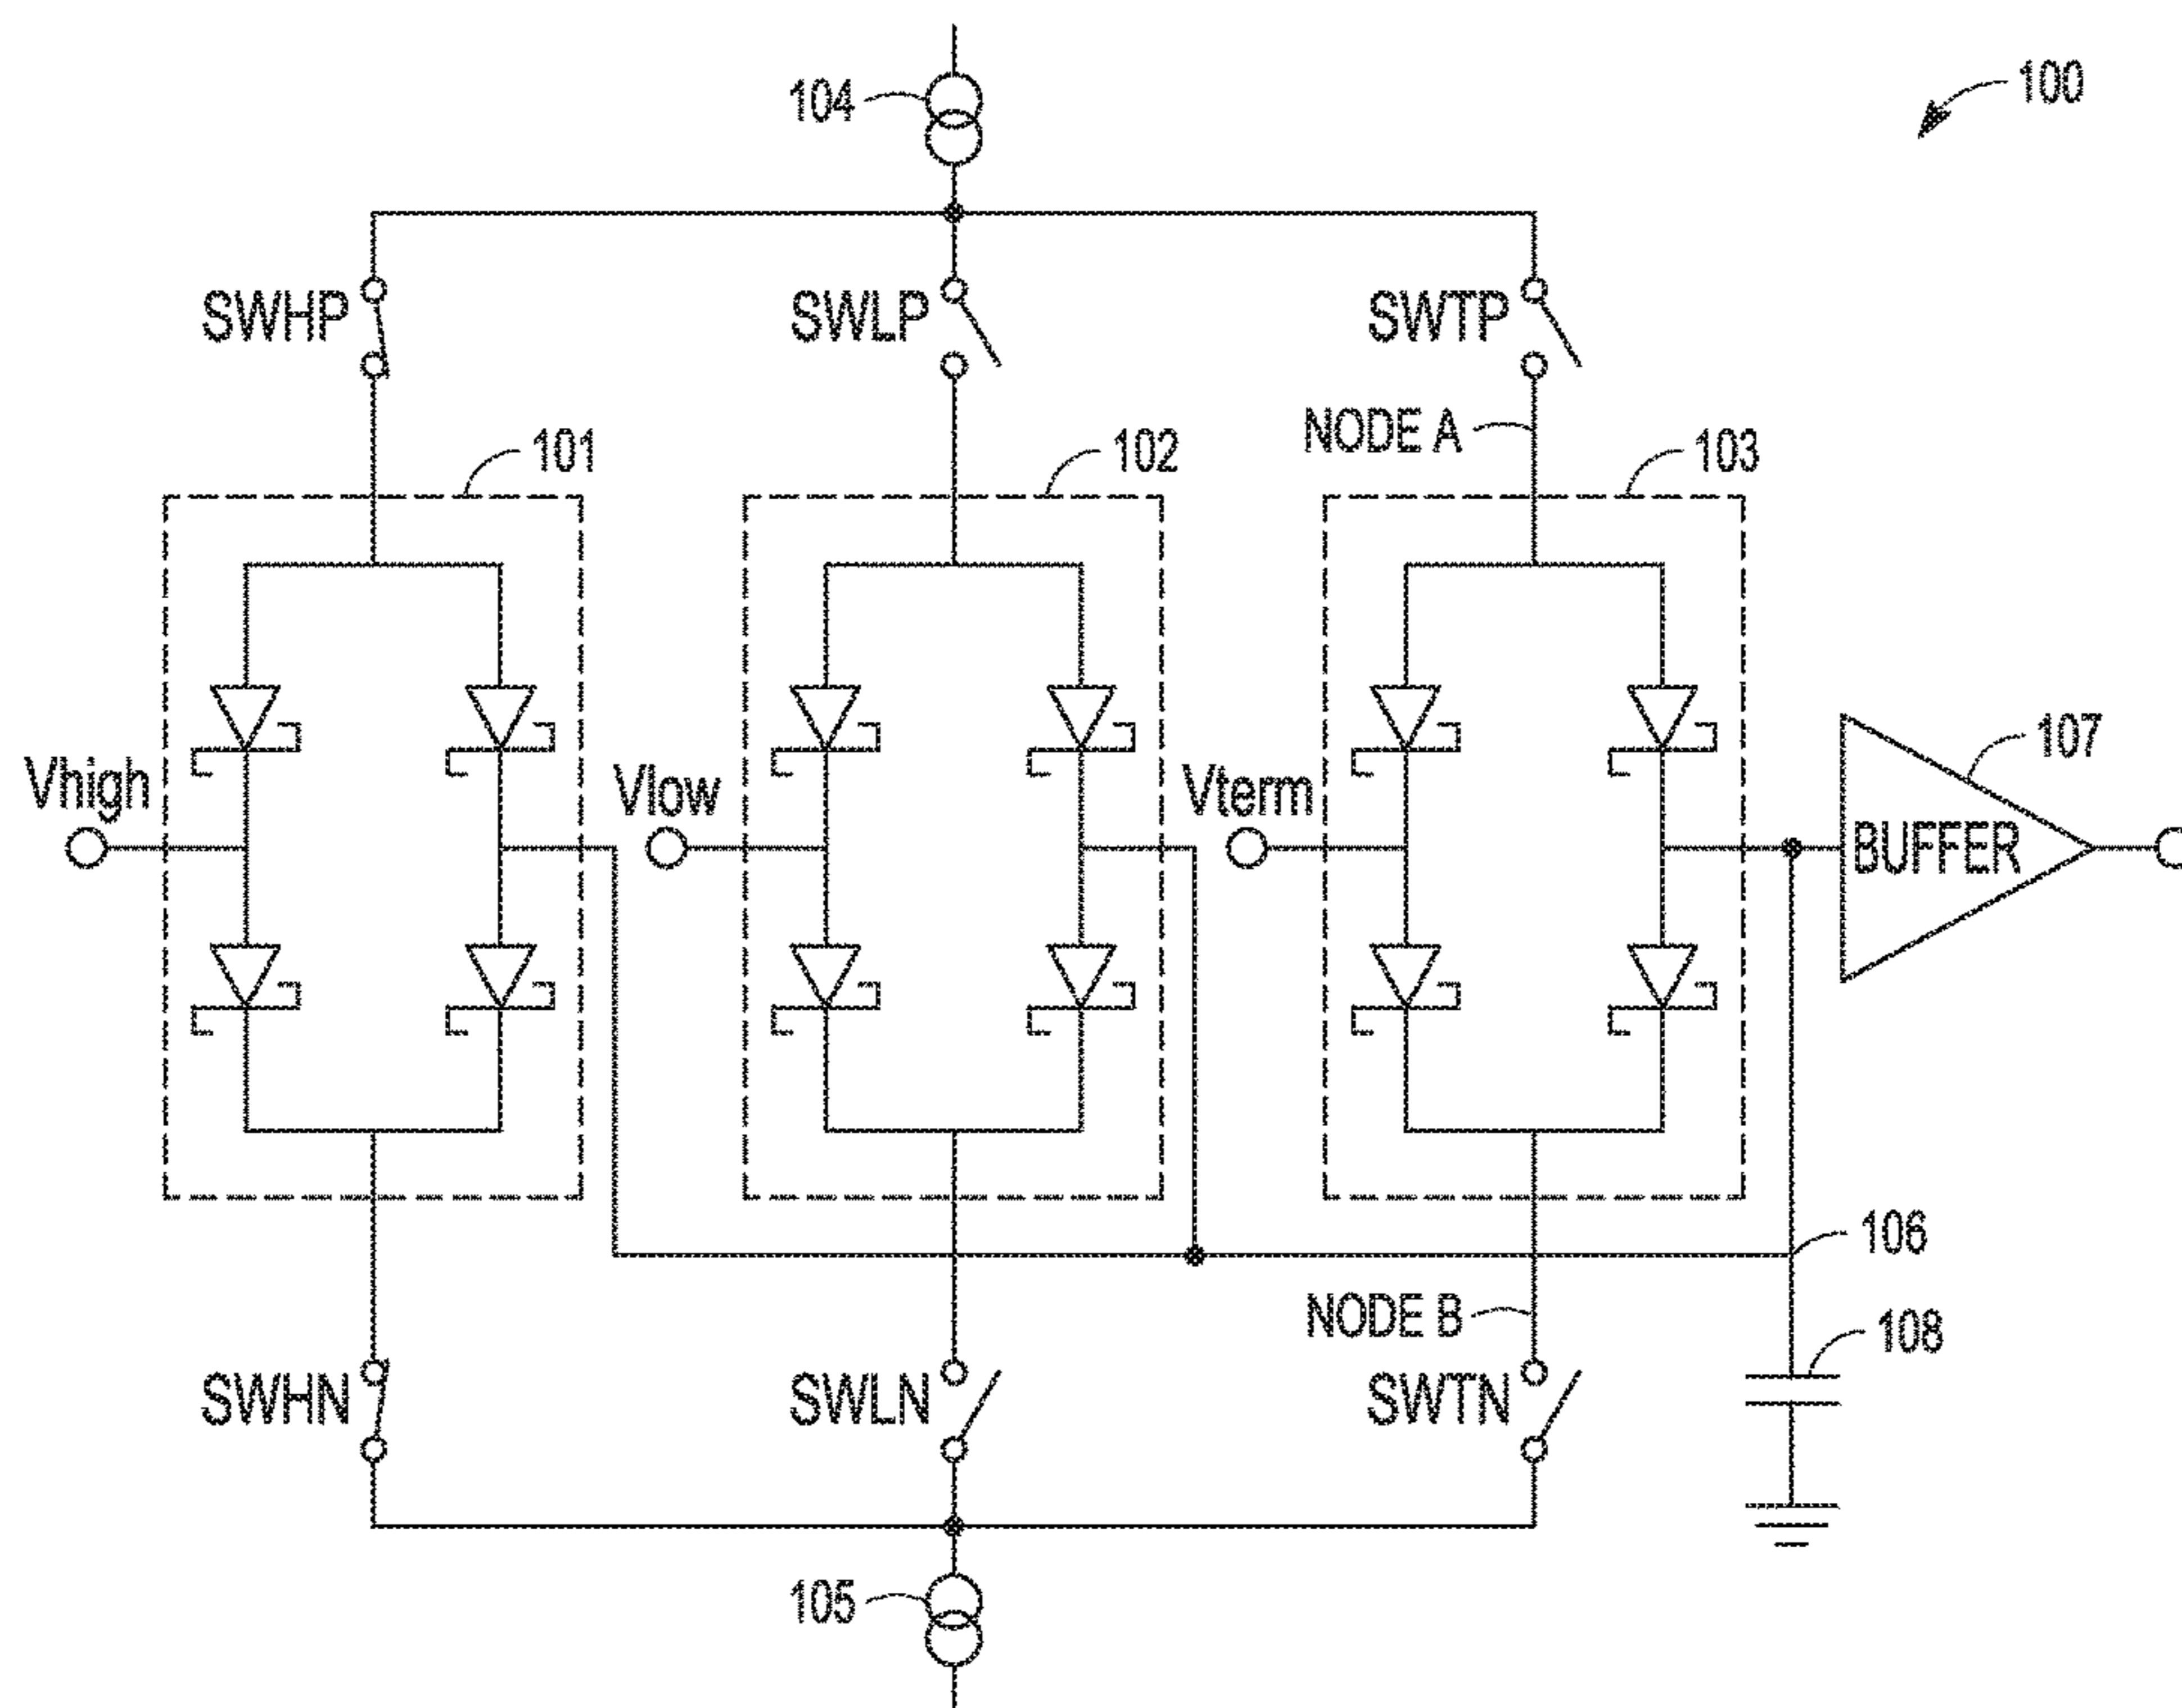 100
104
SWHP
SWLP
SWTP
NODE A
101
102
103
Vhigh
Vlow
Vterm
BUFFER
107
106
NODE B
108
SWHN
SWLN
SWTN
105